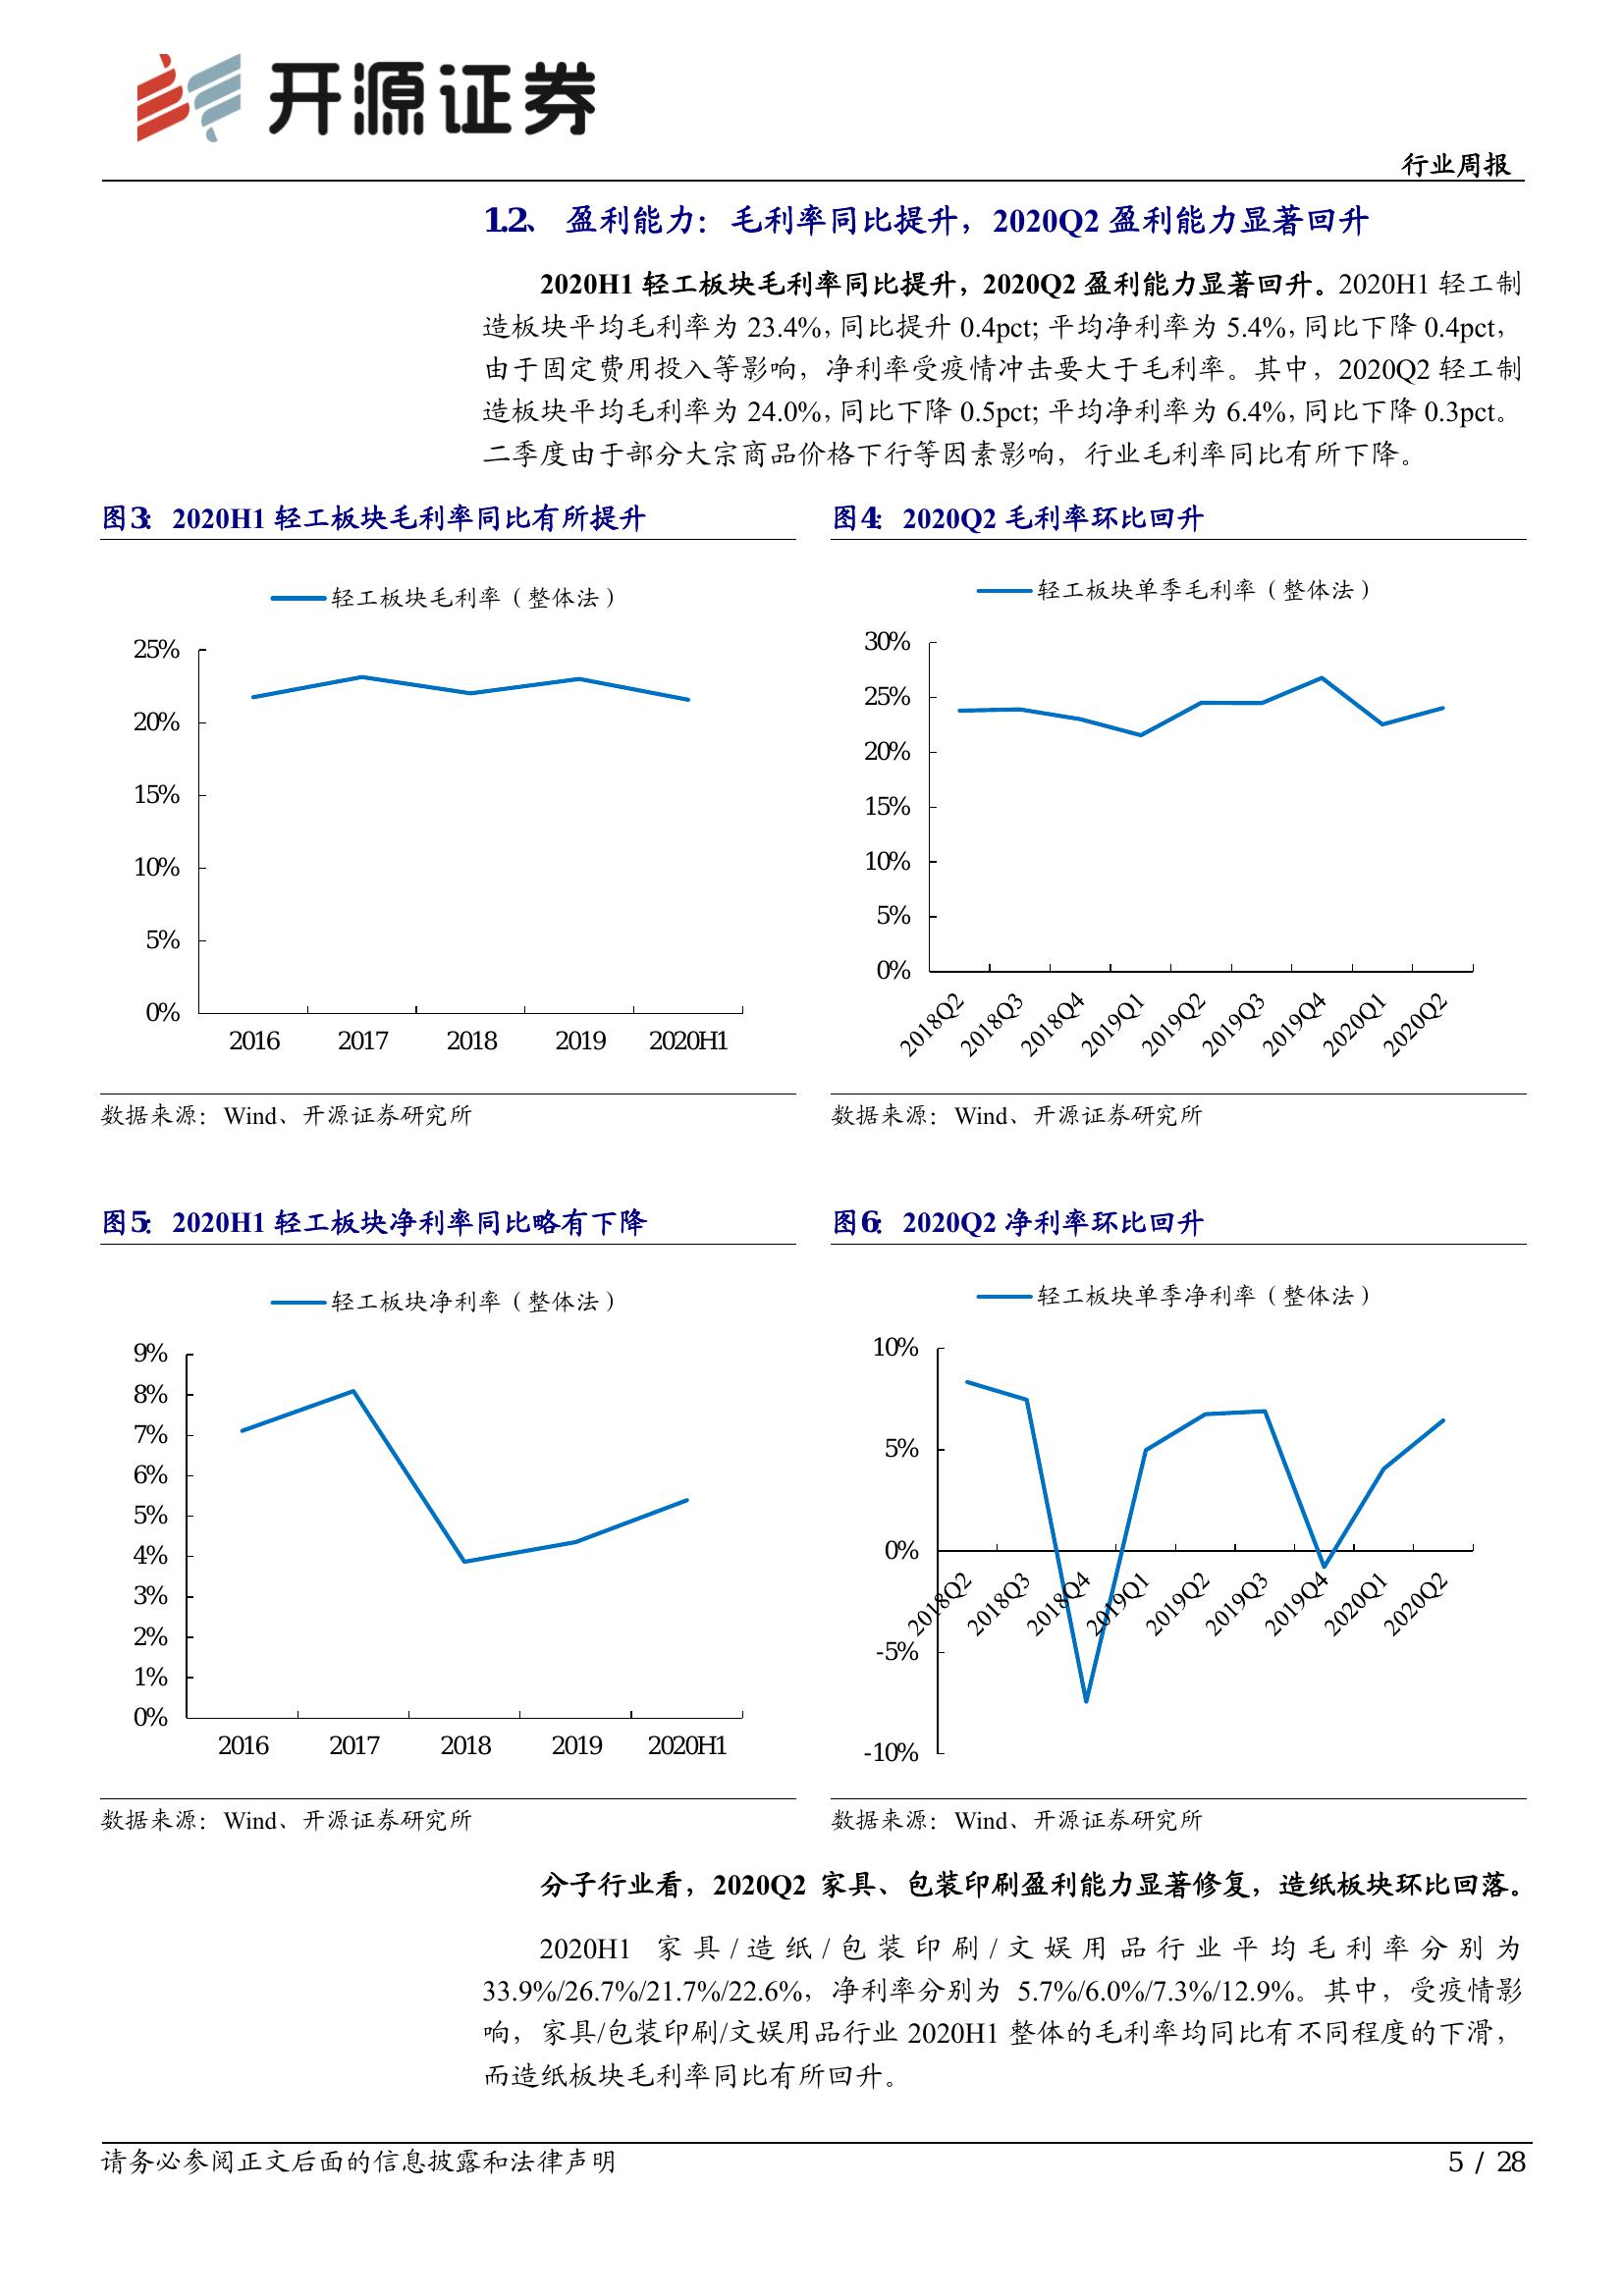 开源证券
行业周报
1.2、 盈利能力：毛利率同比提升，2020Q2 盈利能力显著回升
2020H1 轻工板块毛利率同比提升，2020Q2 盈利能力显著回升。2020H1 轻工制
造板块平均毛利率为 23.4%，同比提升 0.4pct；平均净利率为 5.4%，同比下降 0.4pct，
由于固定费用投入等影响，净利率受疫情冲击要大于毛利率。其中，2020Q2 轻工制
造板块平均毛利率为 24.0%，同比下降 0.5pct；平均净利率为 6.4%，同比下降 0.3pct。
二季度由于部分大宗商品价格下行等因素影响，行业毛利率同比有所下降。
图3： 2020H1 轻工板块毛利率同比有所提升
轻工板块毛利率（整体法）
25%
20%
15%
10%
5%
0%
2016 2017 2018 2019 2020H1
数据来源：Wind、开源证券研究所
图4： 2020Q2 毛利率环比回升
轻工板块单季毛利率（整体法）
30%
25%
20%
15%
10%
5%
0%
2018Q2 2018Q3 2018Q4 2019Q1 2019Q2 2019Q3 2019Q4 2020Q1 2020Q2
数据来源：Wind、开源证券研究所
图5： 2020H1 轻工板块净利率同比略有下降
轻工板块净利率（整体法）
9%
8%
7%
6%
5%
4%
3%
2%
1%
0%
2016 2017 2018 2019 2020H1
数据来源：Wind、开源证券研究所
图6： 2020Q2 净利率环比回升
轻工板块单季净利率（整体法）
10%
5%
0%
-5%
-10%
2018Q2 2018Q3 2018Q4 2019Q1 2019Q2 2019Q3 2019Q4 2020Q1 2020Q2
数据来源：Wind、开源证券研究所
分子行业看，2020Q2 家具、包装印刷盈利能力显著修复，造纸板块环比回落。
2020H1 家具/造纸/包装印刷/文娱用品行业平均毛利率分别为
33.9%/26.7%/21.7%/22.6%，净利率分别为 5.7%/6.0%/7.3%/12.9%。其中，受疫情影
响，家具/包装印刷/文娱用品行业 2020H1 整体的毛利率均同比有不同程度的下滑，
而造纸板块毛利率同比有所回升。
请务必参阅正文后面的信息披露和法律声明
5 / 28